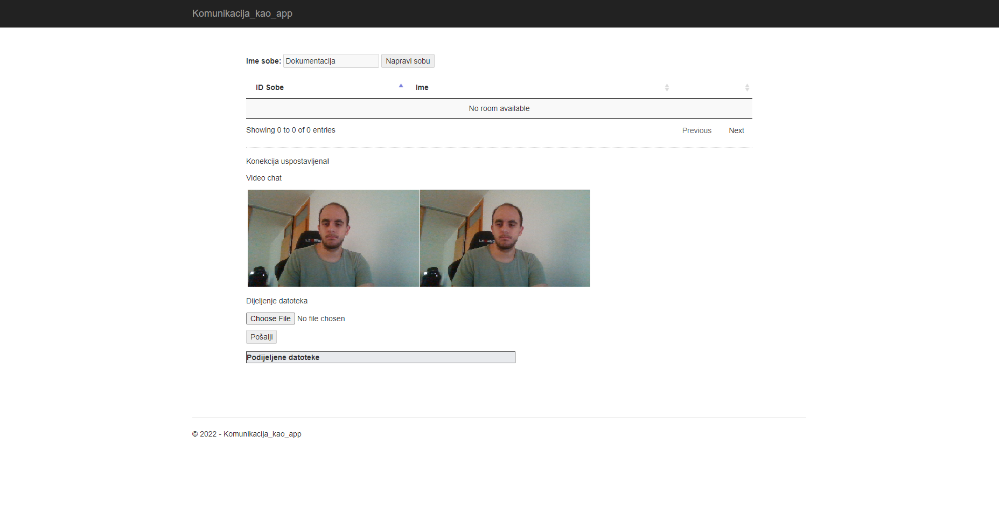 Komunikacija_kao_app
Ime sobe: Dokumentacija Napravi sobu
ID Sobe Ime
No room available
Showing 0 to 0 of 0 entries Previous Next
Konekcija uspostavljena!
Video chat
Dijeljenje datoteka
Choose File No file chosen
Pošalji
Podijeljene datoteke
© 2022 - Komunikacija_kao_app